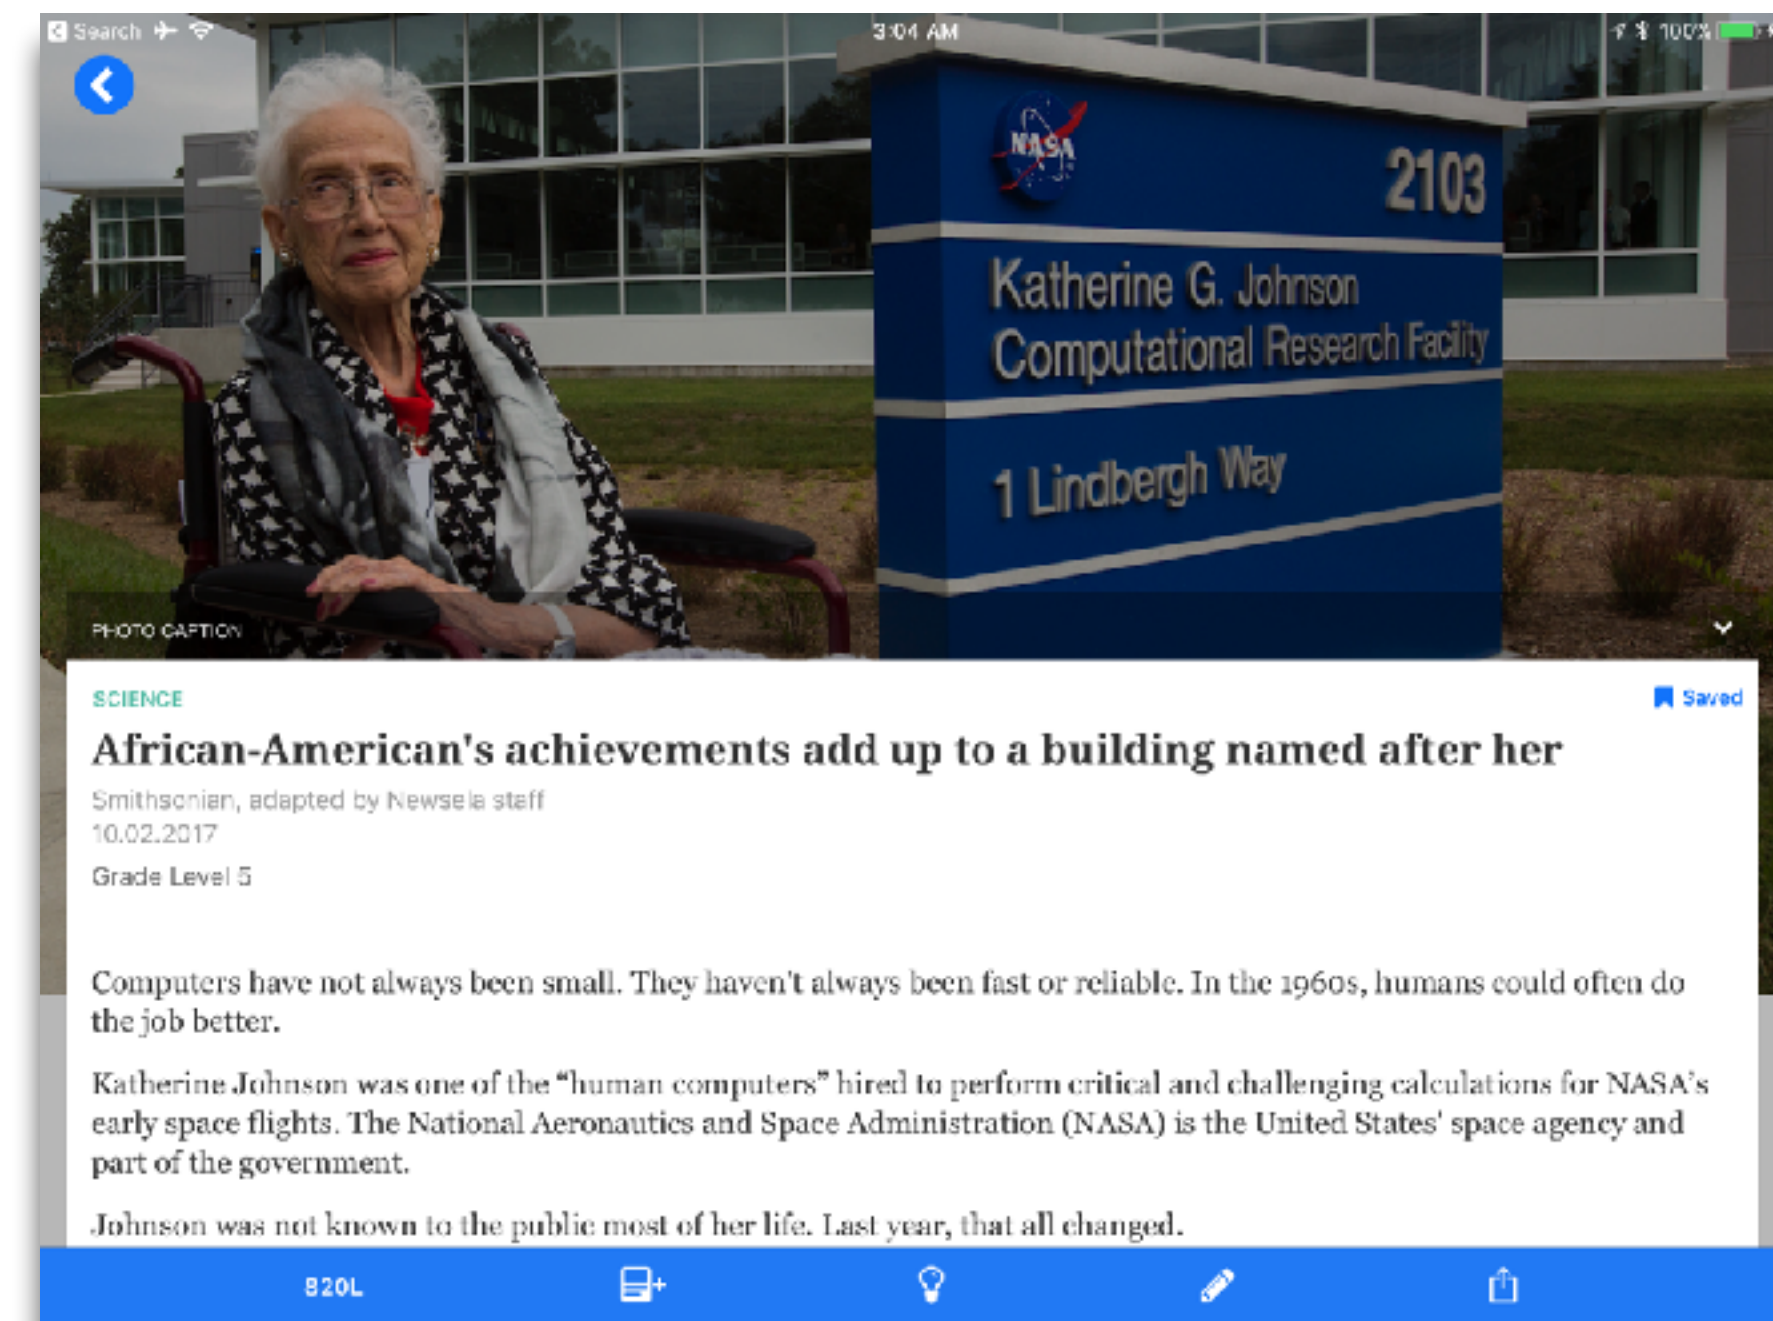 Search
3:04 AM
100%
NASA
2103
Katherine G. Johnson
Computational Research Facility
1 Lindbergh Way
PHOTO CAPTION
SCIENCE
Saved
African-American's achievements add up to a building named after her
Smithsonian, adapted by Newsela staff
10.02.2017
Grade Level 5
Computers have not always been small. They haven't always been fast or reliable. In the 1960s, humans could often do
the job better.
Katherine Johnson was one of the “human computers” hired to perform critical and challenging calculations for NASA’s
early space flights. The National Aeronautics and Space Administration (NASA) is the United States' space agency and
part of the government.
Johnson was not known to the public most of her life. Last year, that all changed.
820L